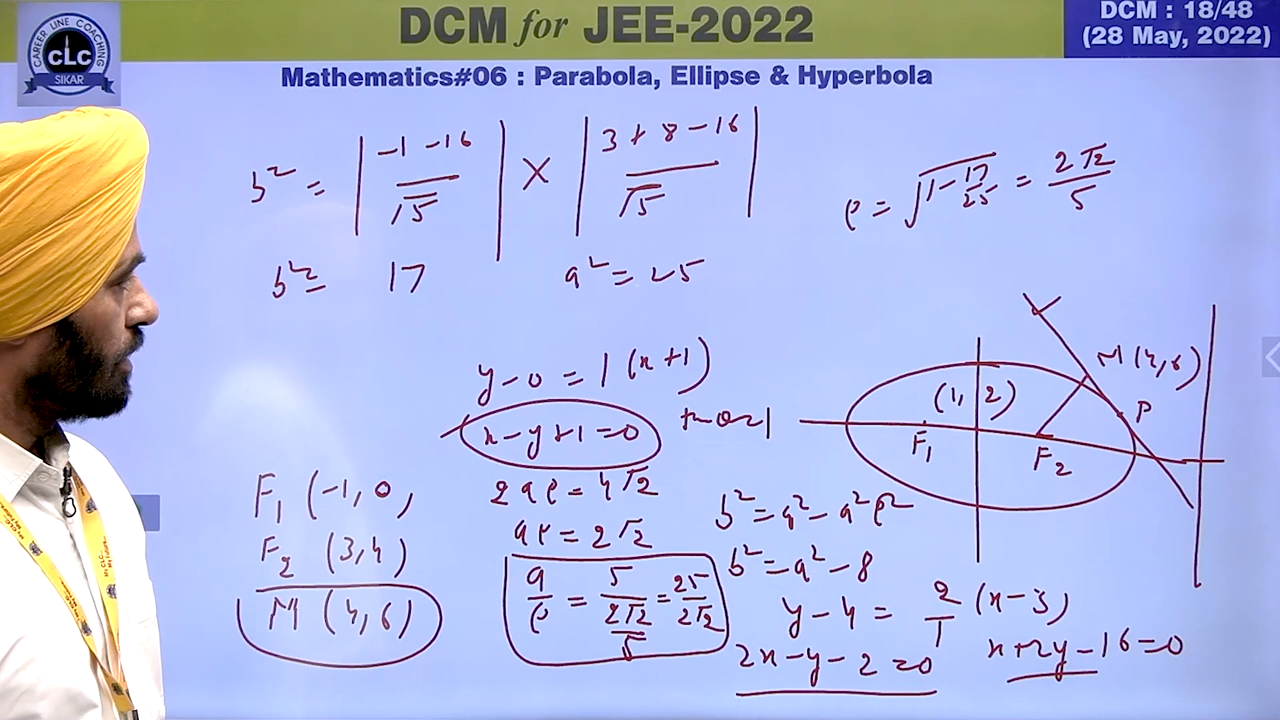 DCM for JEE-2022
DCM : 18/48
(28 May, 2022)
CAREER LINE COACHING
CLC
SIKAR
Mathematics#06 : Parabola, Ellipse & Hyperbola
b² = |(-1 -16)/√5| × |(3 + 8 - 16)/√5|
e = √(1 - 17/25) = 2√2/5
b² = 17 a² = 25
y - 0 = 1 (x+1)
x - y + 1 = 0
F₁ (-1, 0,
F₂ (3,4)
M (4,6)
2ae = 4√2
ae = 2√2
a/e = 5/(2√2/5) = 25/2√2
b² = a² - a²e²
b² = a² - 8
y - 4 = 2/1 (x - 3)
2x - y - 2 = 0
x + 2y - 16 = 0
M (4,6)
(1, 2)
P
F₁
F₂